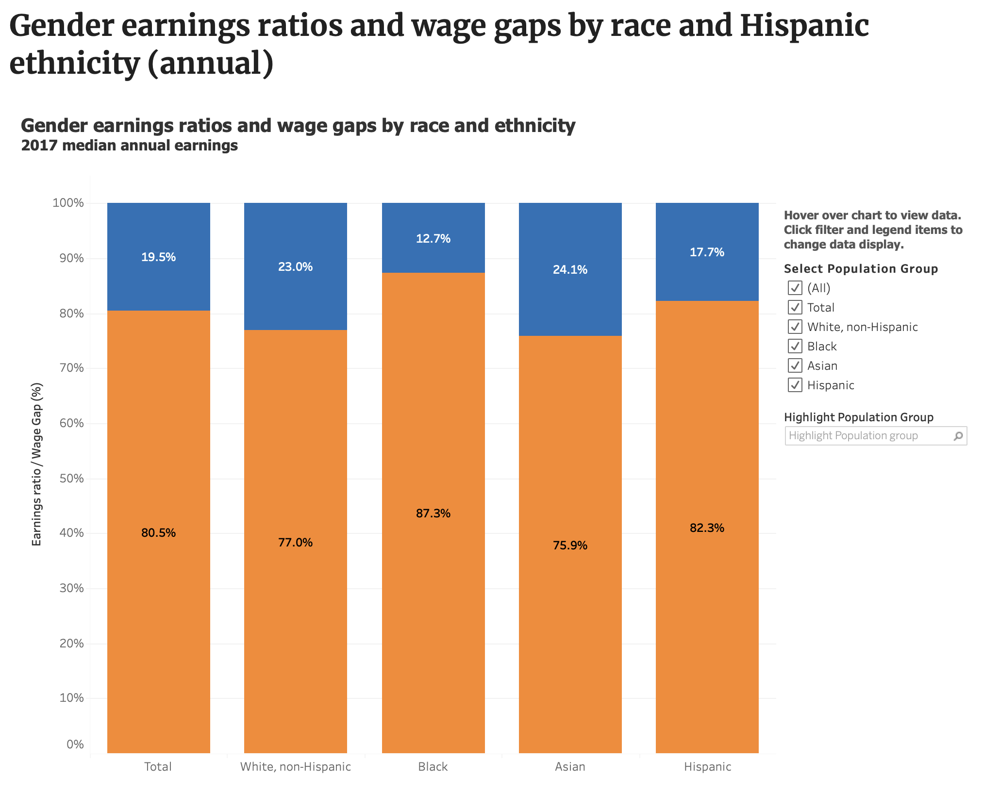 Gender earnings ratios and wage gaps by race and Hispanic
ethnicity (annual)
Gender earnings ratios and wage gaps by race and ethnicity
2017 median annual earnings
Earnings ratio / Wage Gap (%)
100%
90%
80%
70%
60%
50%
40%
30%
20%
10%
0%
19.5%
23.0%
12.7%
24.1%
17.7%
80.5%
77.0%
87.3%
75.9%
82.3%
Total
White, non-Hispanic
Black
Asian
Hispanic
Hover over chart to view data.
Click filter and legend items to
change data display.
Select Population Group
(All)
Total
White, non-Hispanic
Black
Asian
Hispanic
Highlight Population Group
Highlight Population group